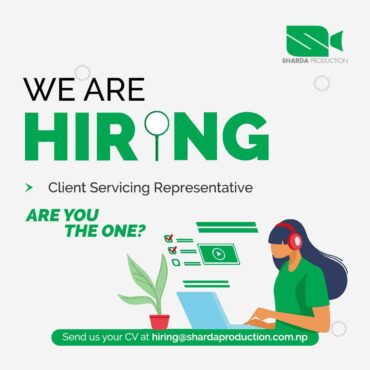 SHARDA PRODUCTION
WE ARE
HIRING
Client Servicing Representative
ARE YOU
THE ONE?
Send us your CV at hiring@shardaproduction.com.np